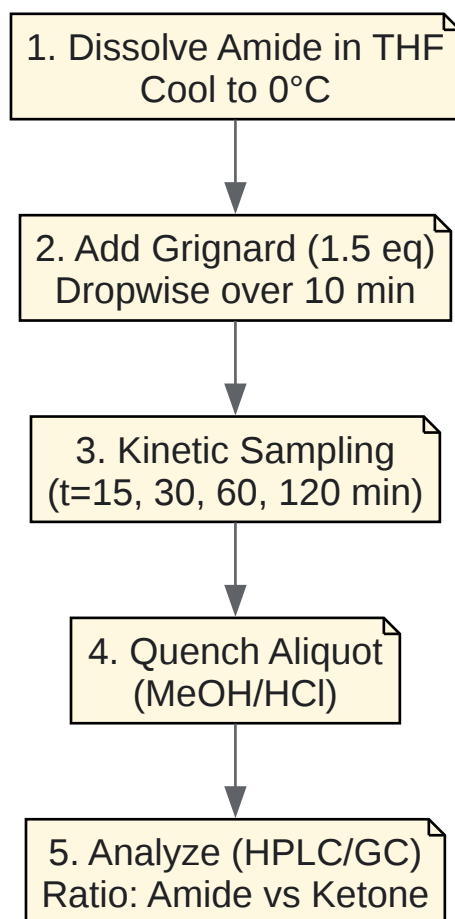 1. Dissolve Amide in THF
Cool to 0°C
2. Add Grignard (1.5 eq)
Dropwise over 10 min
3. Kinetic Sampling
(t=15, 30, 60, 120 min)
4. Quench Aliquot
(MeOH/HCl)
5. Analyze (HPLC/GC)
Ratio: Amide vs Ketone